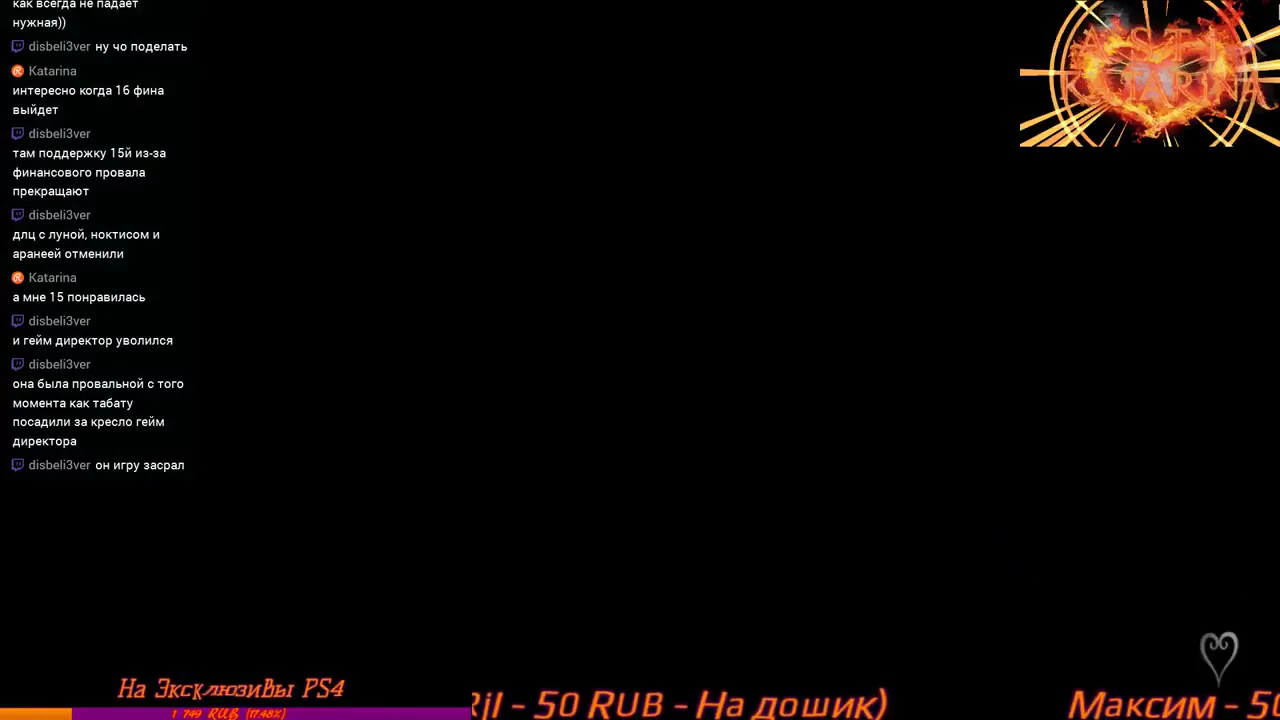 как всегда не падает
нужная))
disbeli3ver ну чо поделать
Katarina
интересно когда 16 фина
выйдет
disbeli3ver
там поддержку 15й из-за
финансового провала
прекращают
disbeli3ver
длц с луной, ноктисом и
аранеей отменили
Katarina
а мне 15 понравилась
disbeli3ver
и гейм директор уволился
disbeli3ver
она была провальной с того
момента как табату
посадили за кресло гейм
директора
disbeli3ver он игру засрал
KATARINA
На Эксклюзивы PS4
1 749 RUB (17.48%)
- 50 RUB - На дошик)
Максим - 50